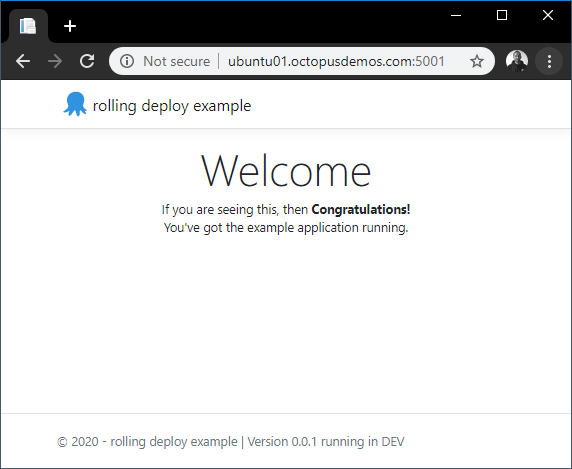 Not secure | ubuntu01.octopusdemos.com:5001
rolling deploy example
Welcome
If you are seeing this, then Congratulations!
You've got the example application running.
© 2020 - rolling deploy example | Version 0.0.1 running in DEV